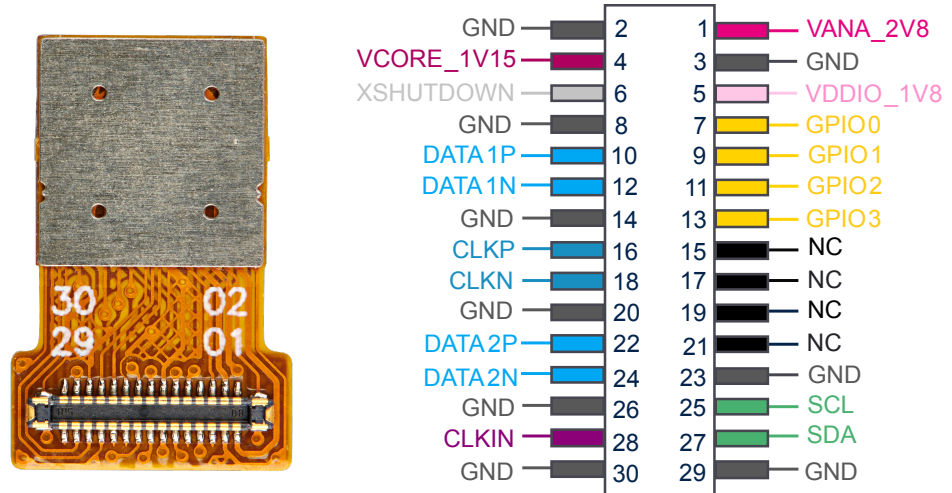 30 02
29 01
GND 2 1 VANA_2V8
VCORE_1V15 4 3 GND
XSHUTDOWN 6 5 VDDIO_1V8
GND 8 7 GPIO0
DATA1P 10 9 GPIO1
DATA1N 12 11 GPIO2
GND 14 13 GPIO3
CLKP 16 15 NC
CLKN 18 17 NC
GND 20 19 NC
DATA2P 22 21 NC
DATA2N 24 23 GND
GND 26 25 SCL
CLKIN 28 27 SDA
GND 30 29 GND